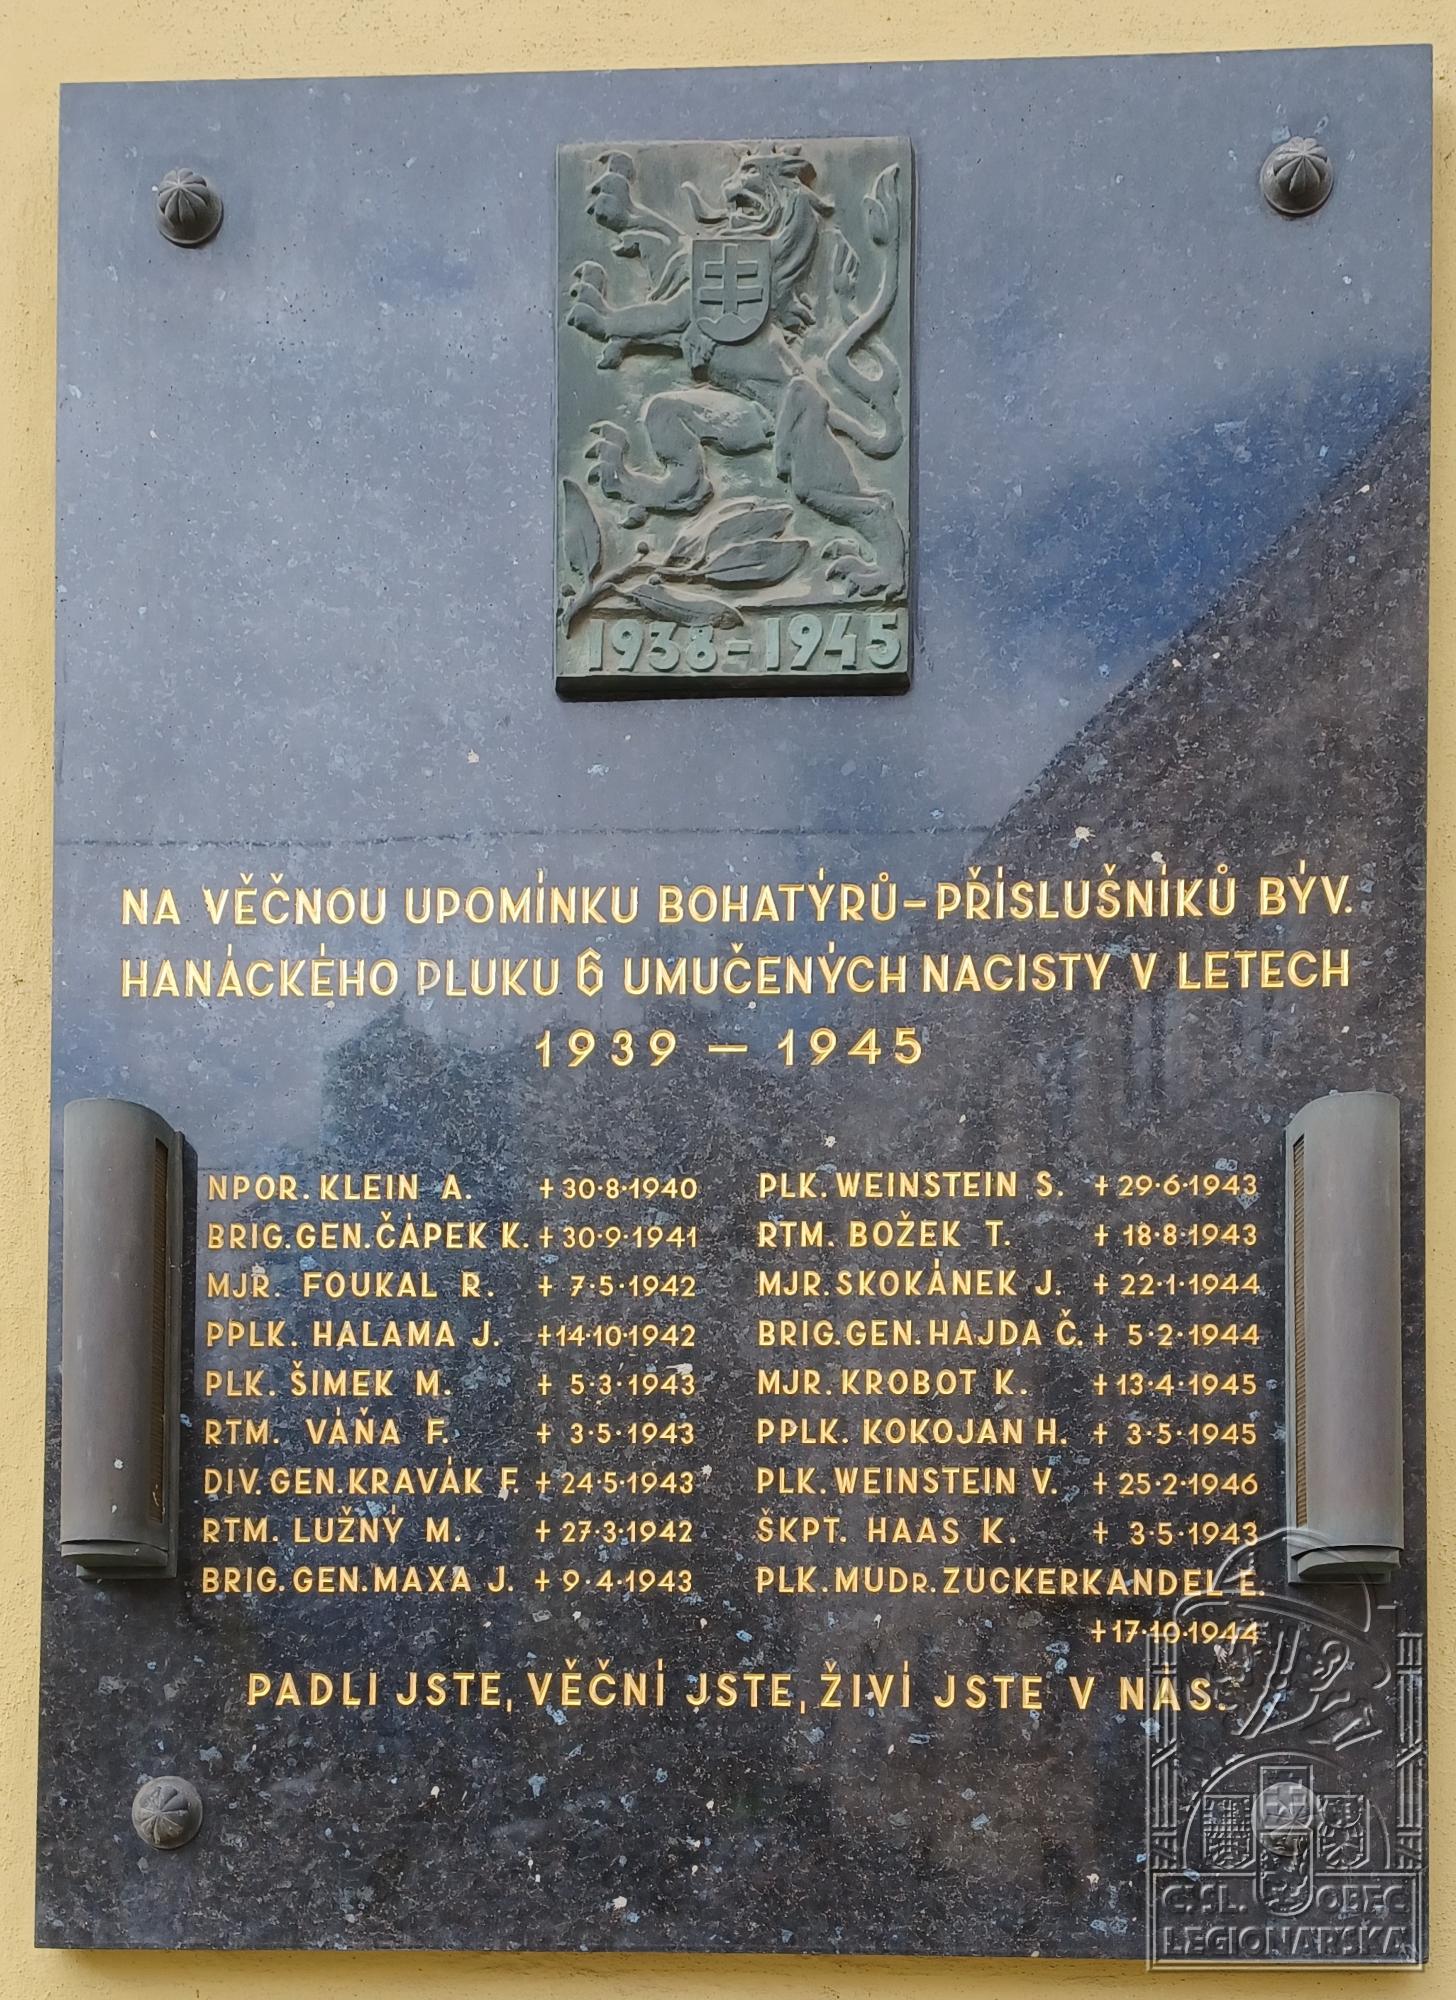 1938-1945
NA VĚČNOU UPOMÍNKU BOHATÝRŮ-PŘÍSLUŠNÍKŮ BÝV.
HANÁCKÉHO PLUKU 6 UMUČENÝCH NACISTY V LETECH
1939 — 1945
NPOR. KLEIN A. +30·8·1940
BRIG.GEN.ČÁPEK K. +30·9·1941
MJR. FOUKAL R. + 7·5·1942
PPLK. HALAMA J. +14·10·1942
PLK. ŠIMEK M. + 5·3·1943
RTM. VÁŇA F. + 3·5·1943
DIV.GEN.KRAVÁK F. +24·5·1943
RTM. LUŽNÝ M. +27·3·1942
BRIG.GEN.MAXA J. +9·4·1943
PLK.WEINSTEIN S. +29·6·1943
RTM. BOŽEK T. +18·8·1943
MJR.SKOKÁNEK J. +22·1·1944
BRIG.GEN.HAJDA Č. + 5·2·1944
MJR.KROBOT K. +13·4·1945
PPLK. KOKOJAN H. + 3·5·1945
PLK.WEINSTEIN V. +25·2·1946
ŠKPT. HAAS K. + 3·5·1943
PLK.MUDR.ZUCKERKANDEL E.
+17·10·1944
PADLI JSTE, VĚČNÍ JSTE, ŽIVÍ JSTE V NÁS.
Č.SL. OBEC
LEGIONÁŘSKÁ